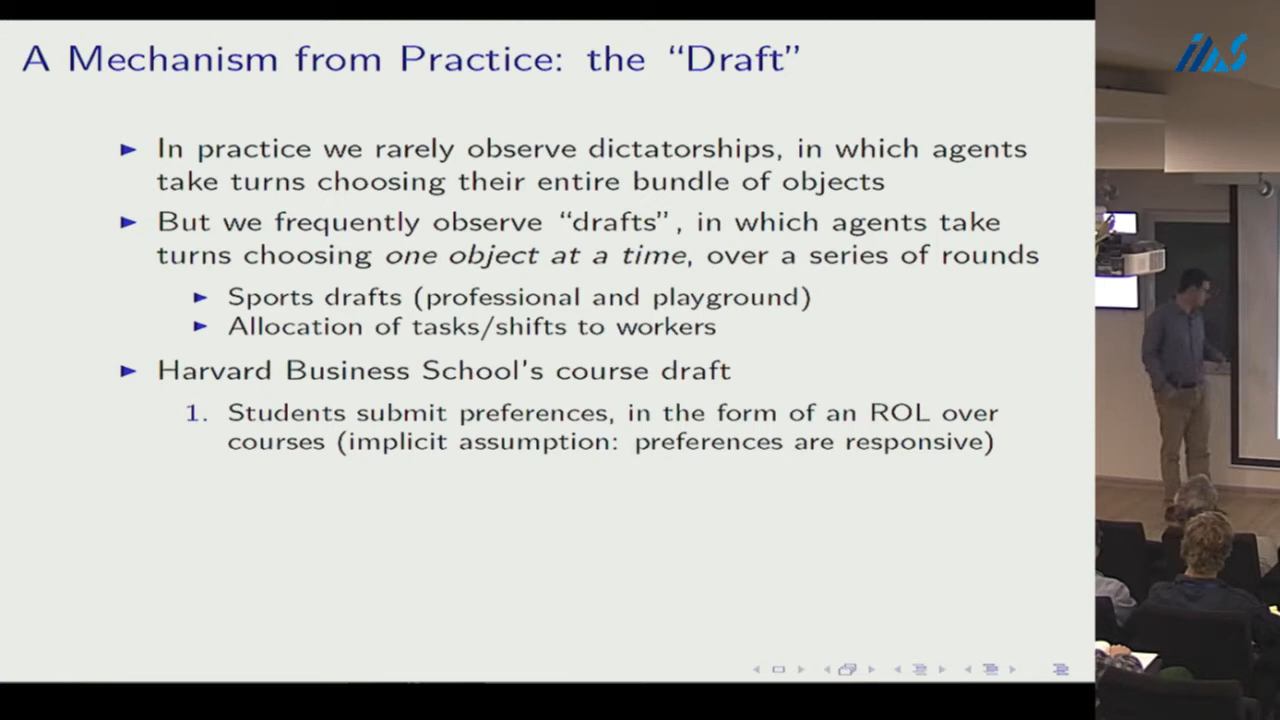 A Mechanism from Practice: the “Draft”
In practice we rarely observe dictatorships, in which agents
take turns choosing their entire bundle of objects
But we frequently observe “drafts”, in which agents take
turns choosing one object at a time, over a series of rounds
Sports drafts (professional and playground)
Allocation of tasks/shifts to workers
Harvard Business School's course draft
1. Students submit preferences, in the form of an ROL over
courses (implicit assumption: preferences are responsive)
IIAS